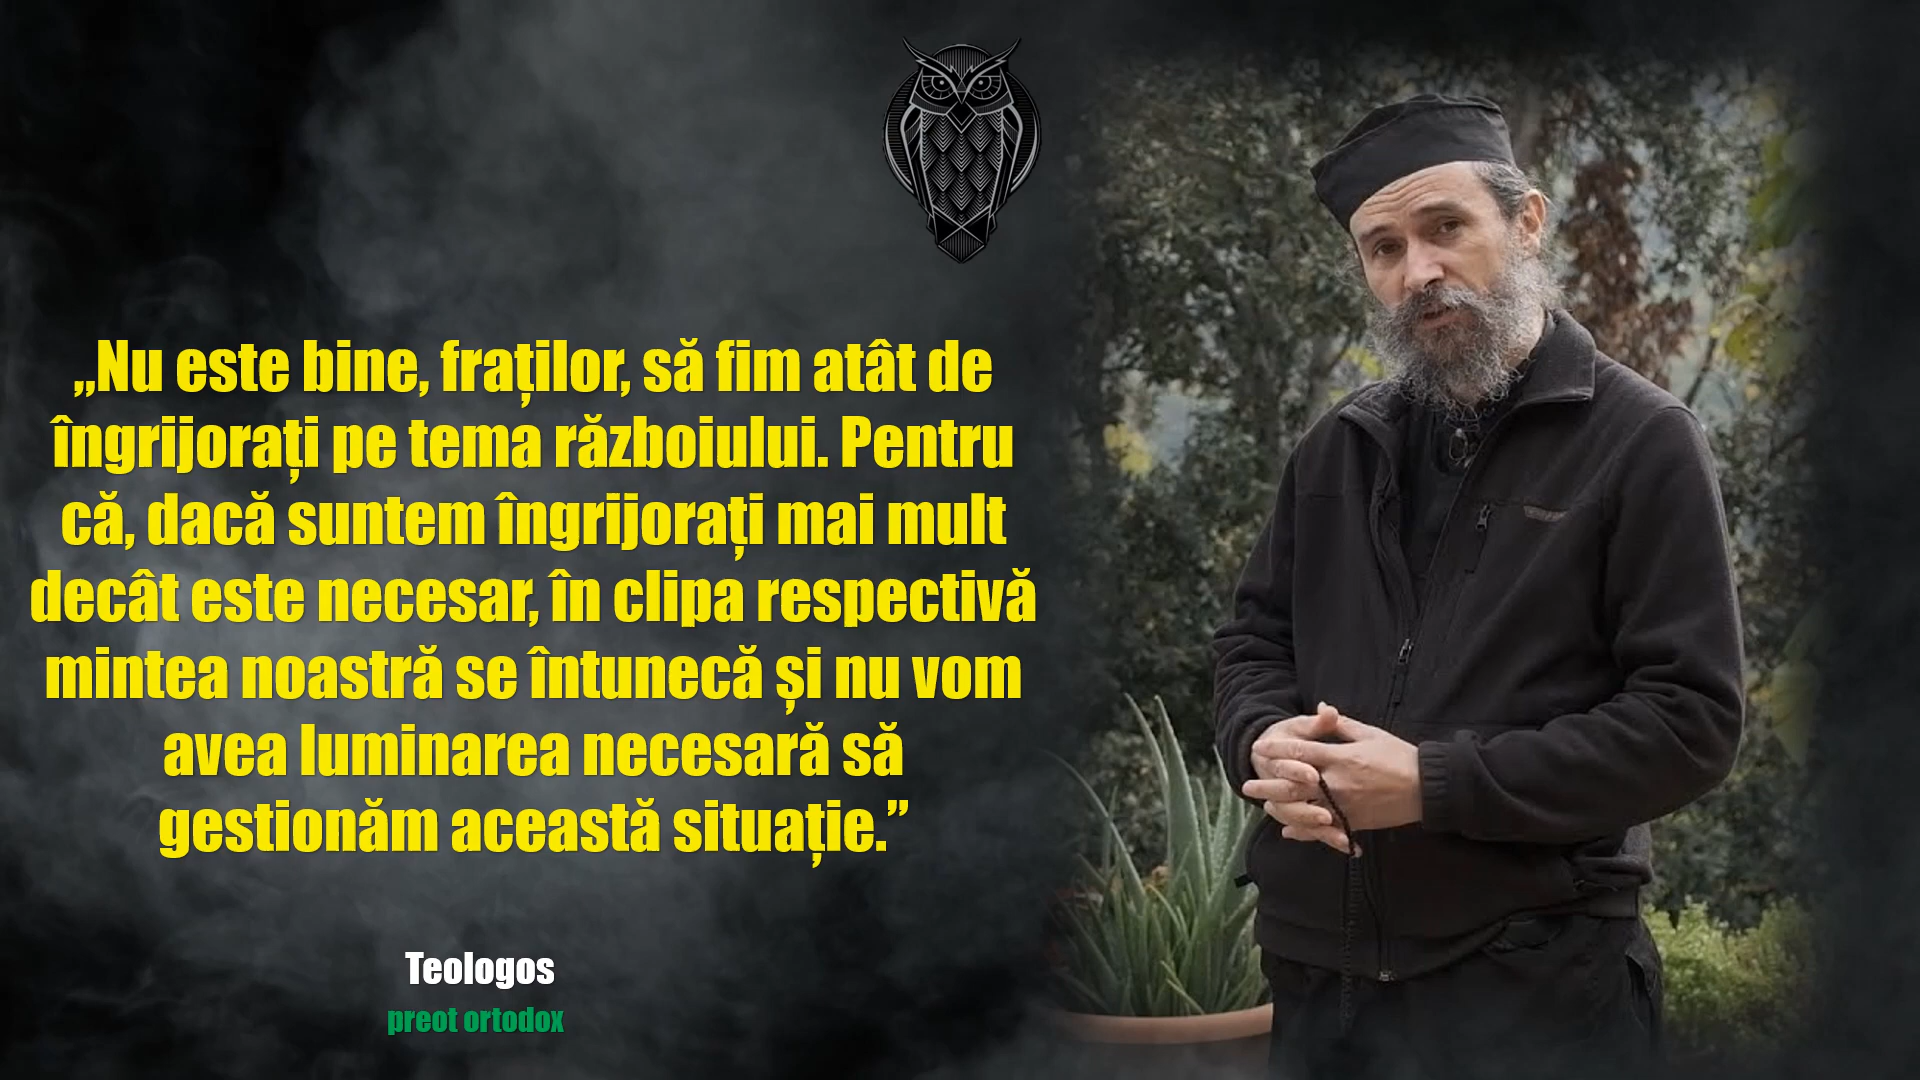 „Nu este bine, fraților, să fim atât de
îngrijorați pe tema războiului. Pentru
că, dacă suntem îngrijorați mai mult
decât este necesar, în clipa respectivă
mintea noastră se întunecă și nu vom
avea luminarea necesară să
gestionăm această situație.”
Teologos
preot ortodox